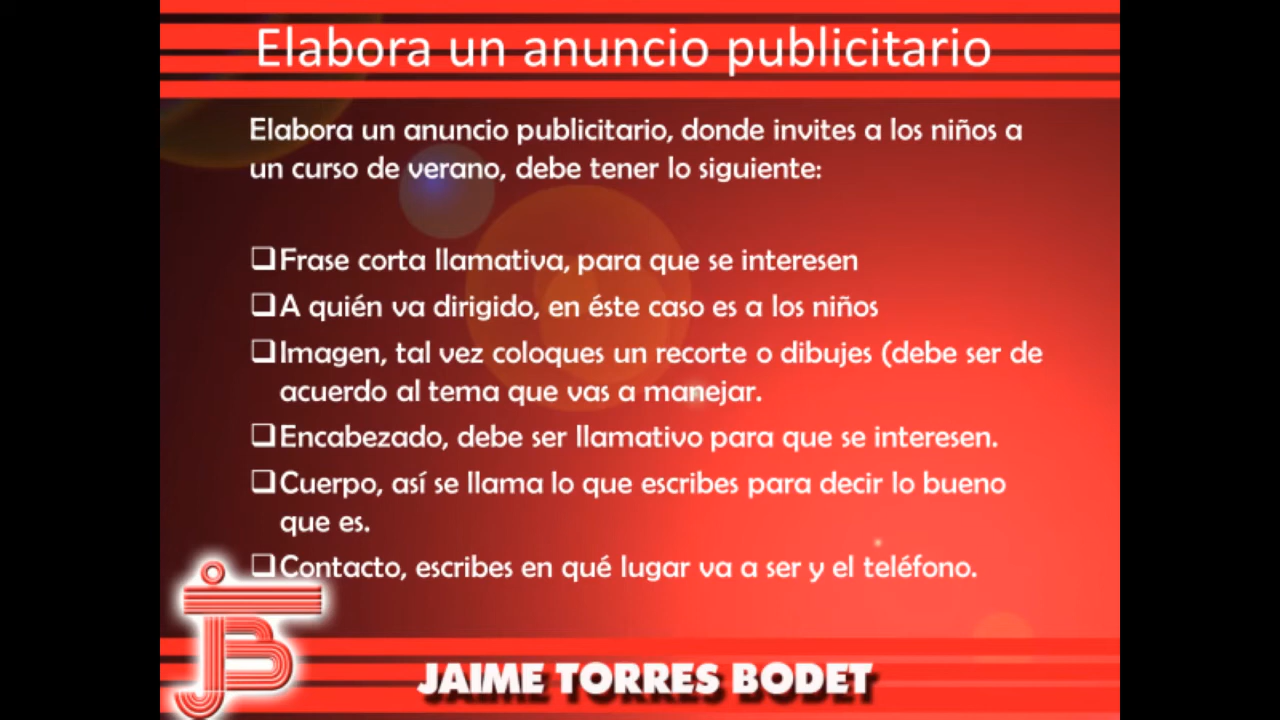 Elabora un anuncio publicitario
Elabora un anuncio publicitario, donde invites a los niños a
un curso de verano, debe tener lo siguiente:
❑Frase corta llamativa, para que se interesen
❑A quién va dirigido, en éste caso es a los niños
❑Imagen, tal vez coloques un recorte o dibujes (debe ser de
acuerdo al tema que vas a manejar.
❑Encabezado, debe ser llamativo para que se interesen.
❑Cuerpo, así se llama lo que escribes para decir lo bueno
que es.
❑Contacto, escribes en qué lugar va a ser y el teléfono.
JTB
JAIME TORRES BODET